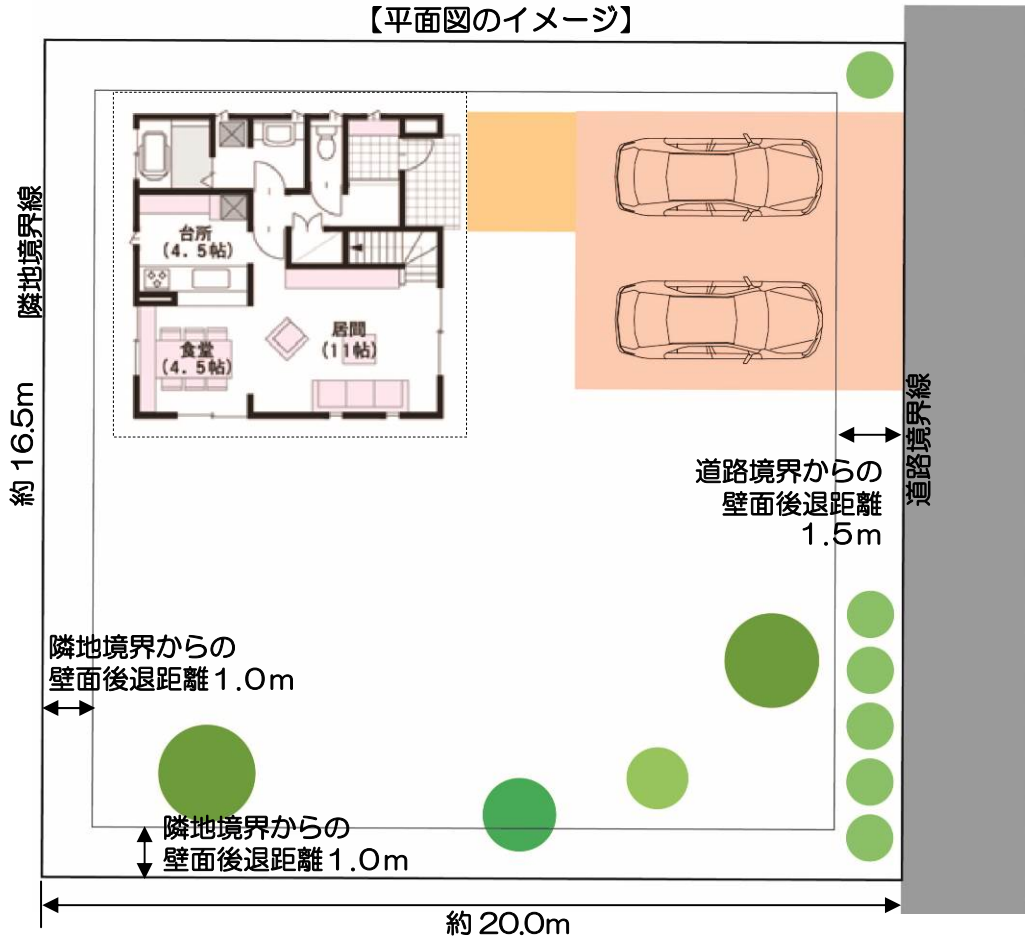 【平面図のイメージ】
隣地境界線
約16.5m
台所
(4.5帖)
居間
(11帖)
食堂
(4.5帖)
道路境界線
道路境界からの
壁面後退距離
1.5m
隣地境界からの
壁面後退距離1.0m
隣地境界からの
壁面後退距離1.0m
約20.0m